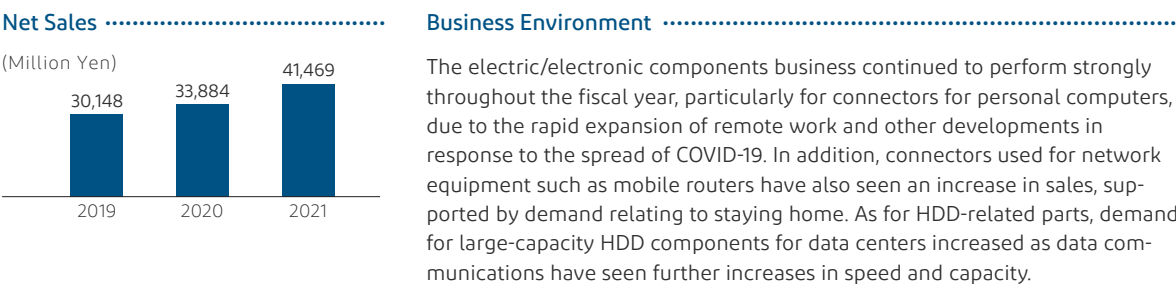 Net Sales
(Million Yen)
30,148
33,884
41,469
2019
2020
2021
Business Environment
The electric/electronic components business continued to perform strongly
throughout the fiscal year, particularly for connectors for personal computers,
due to the rapid expansion of remote work and other developments in
response to the spread of COVID-19. In addition, connectors used for network
equipment such as mobile routers have also seen an increase in sales, sup-
ported by demand relating to staying home. As for HDD-related parts, demand
for large-capacity HDD components for data centers increased as data com-
munications have seen further increases in speed and capacity.